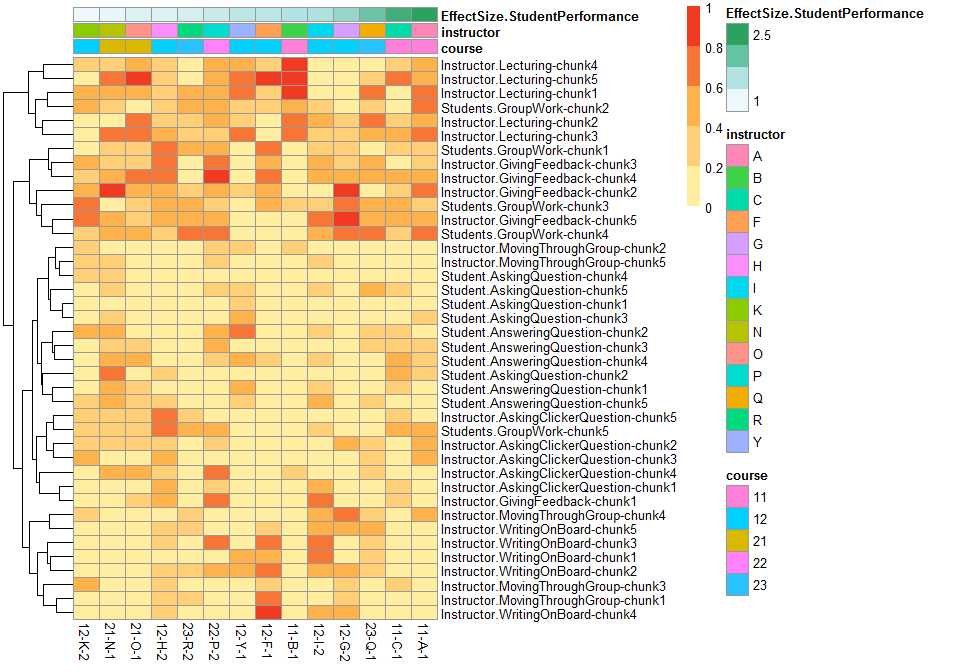 EffectSize.StudentPerformance
instructor
course
Instructor.Lecturing-chunk4
Instructor.Lecturing-chunk5
Instructor.Lecturing-chunk1
Students.GroupWork-chunk2
Instructor.Lecturing-chunk2
Instructor.Lecturing-chunk3
Students.GroupWork-chunk1
Instructor.GivingFeedback-chunk3
Instructor.GivingFeedback-chunk4
Instructor.GivingFeedback-chunk2
Students.GroupWork-chunk3
Instructor.GivingFeedback-chunk5
Students.GroupWork-chunk4
Instructor.MovingThroughGroup-chunk2
Instructor.MovingThroughGroup-chunk5
Student.AskingQuestion-chunk4
Student.AskingQuestion-chunk5
Student.AskingQuestion-chunk1
Student.AskingQuestion-chunk3
Student.AnsweringQuestion-chunk2
Student.AnsweringQuestion-chunk3
Student.AnsweringQuestion-chunk4
Student.AskingQuestion-chunk2
Student.AnsweringQuestion-chunk1
Student.AnsweringQuestion-chunk5
Instructor.AskingClickerQuestion-chunk5
Students.GroupWork-chunk5
Instructor.AskingClickerQuestion-chunk2
Instructor.AskingClickerQuestion-chunk3
Instructor.AskingClickerQuestion-chunk4
Instructor.AskingClickerQuestion-chunk1
Instructor.GivingFeedback-chunk1
Instructor.MovingThroughGroup-chunk4
Instructor.WritingOnBoard-chunk5
Instructor.WritingOnBoard-chunk3
Instructor.WritingOnBoard-chunk1
Instructor.WritingOnBoard-chunk2
Instructor.MovingThroughGroup-chunk3
Instructor.MovingThroughGroup-chunk1
Instructor.WritingOnBoard-chunk4
12-K-2
21-N-1
21-O-1
12-H-2
23-R-2
22-P-2
12-Y-1
12-F-1
11-B-1
12-I-2
12-G-2
23-Q-1
11-C-1
11-A-1
1
0.8
0.6
0.4
0.2
0
EffectSize.StudentPerformance
2.5
1
instructor
A
B
C
F
G
H
I
K
N
O
P
Q
R
Y
course
11
12
21
22
23